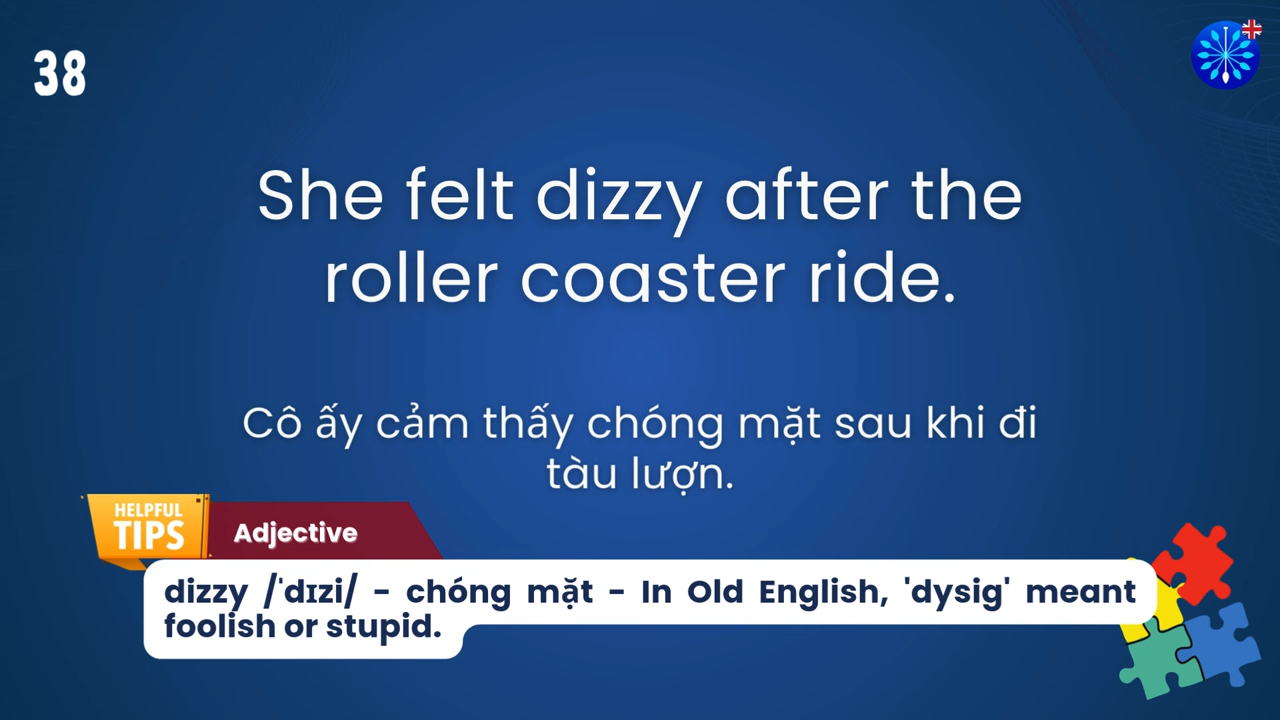 38
She felt dizzy after the
roller coaster ride.
Cô ấy cảm thấy chóng mặt sau khi đi
tàu lượn.
HELPFUL
TIPS
Adjective
dizzy /ˈdɪzi/ - chóng mặt - In Old English, 'dysig' meant
foolish or stupid.